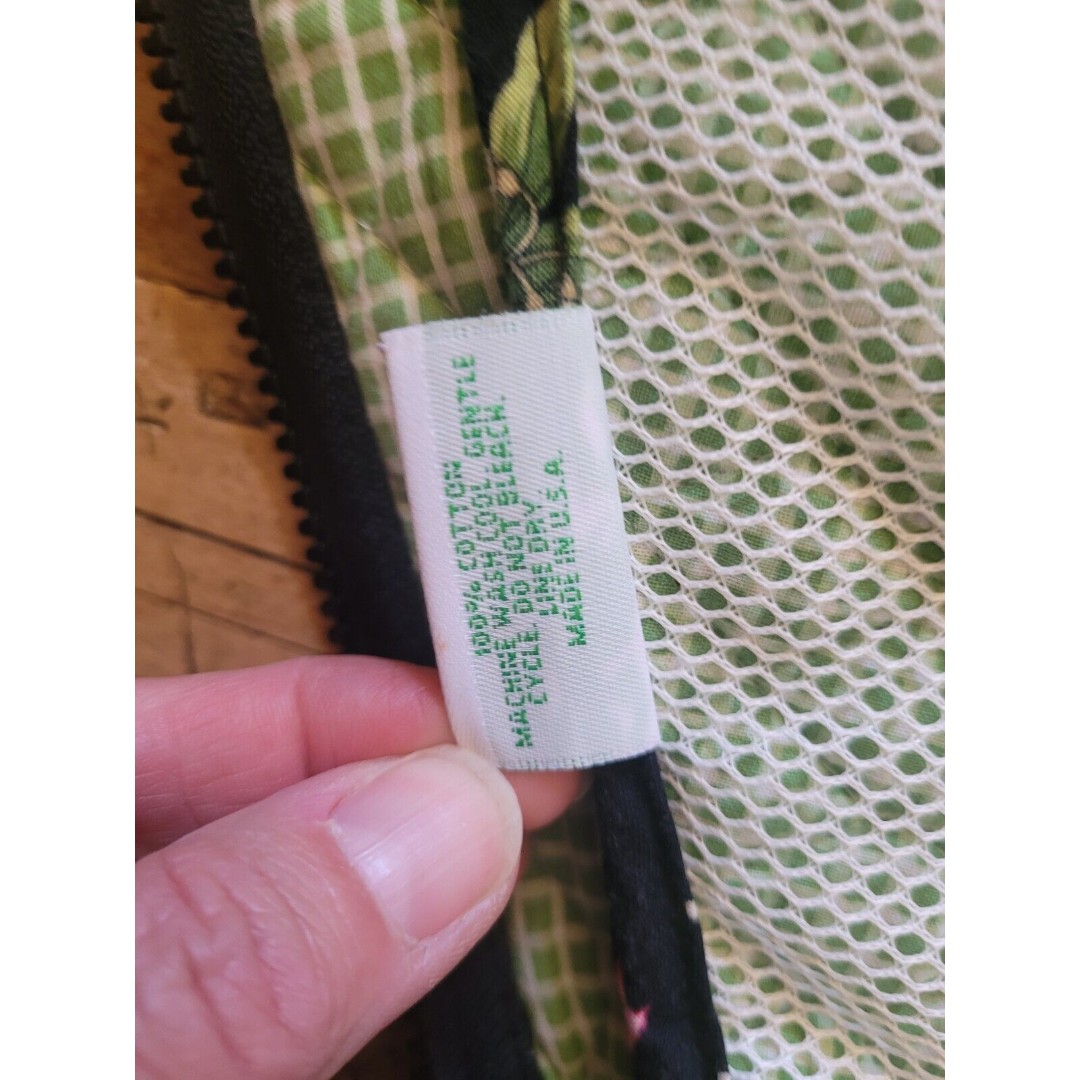 100% COTTON
MACHINE WASH COOL GENTLE
CYCLE. DO NOT BLEACH.
LINE DRY
MADE IN U.S.A.